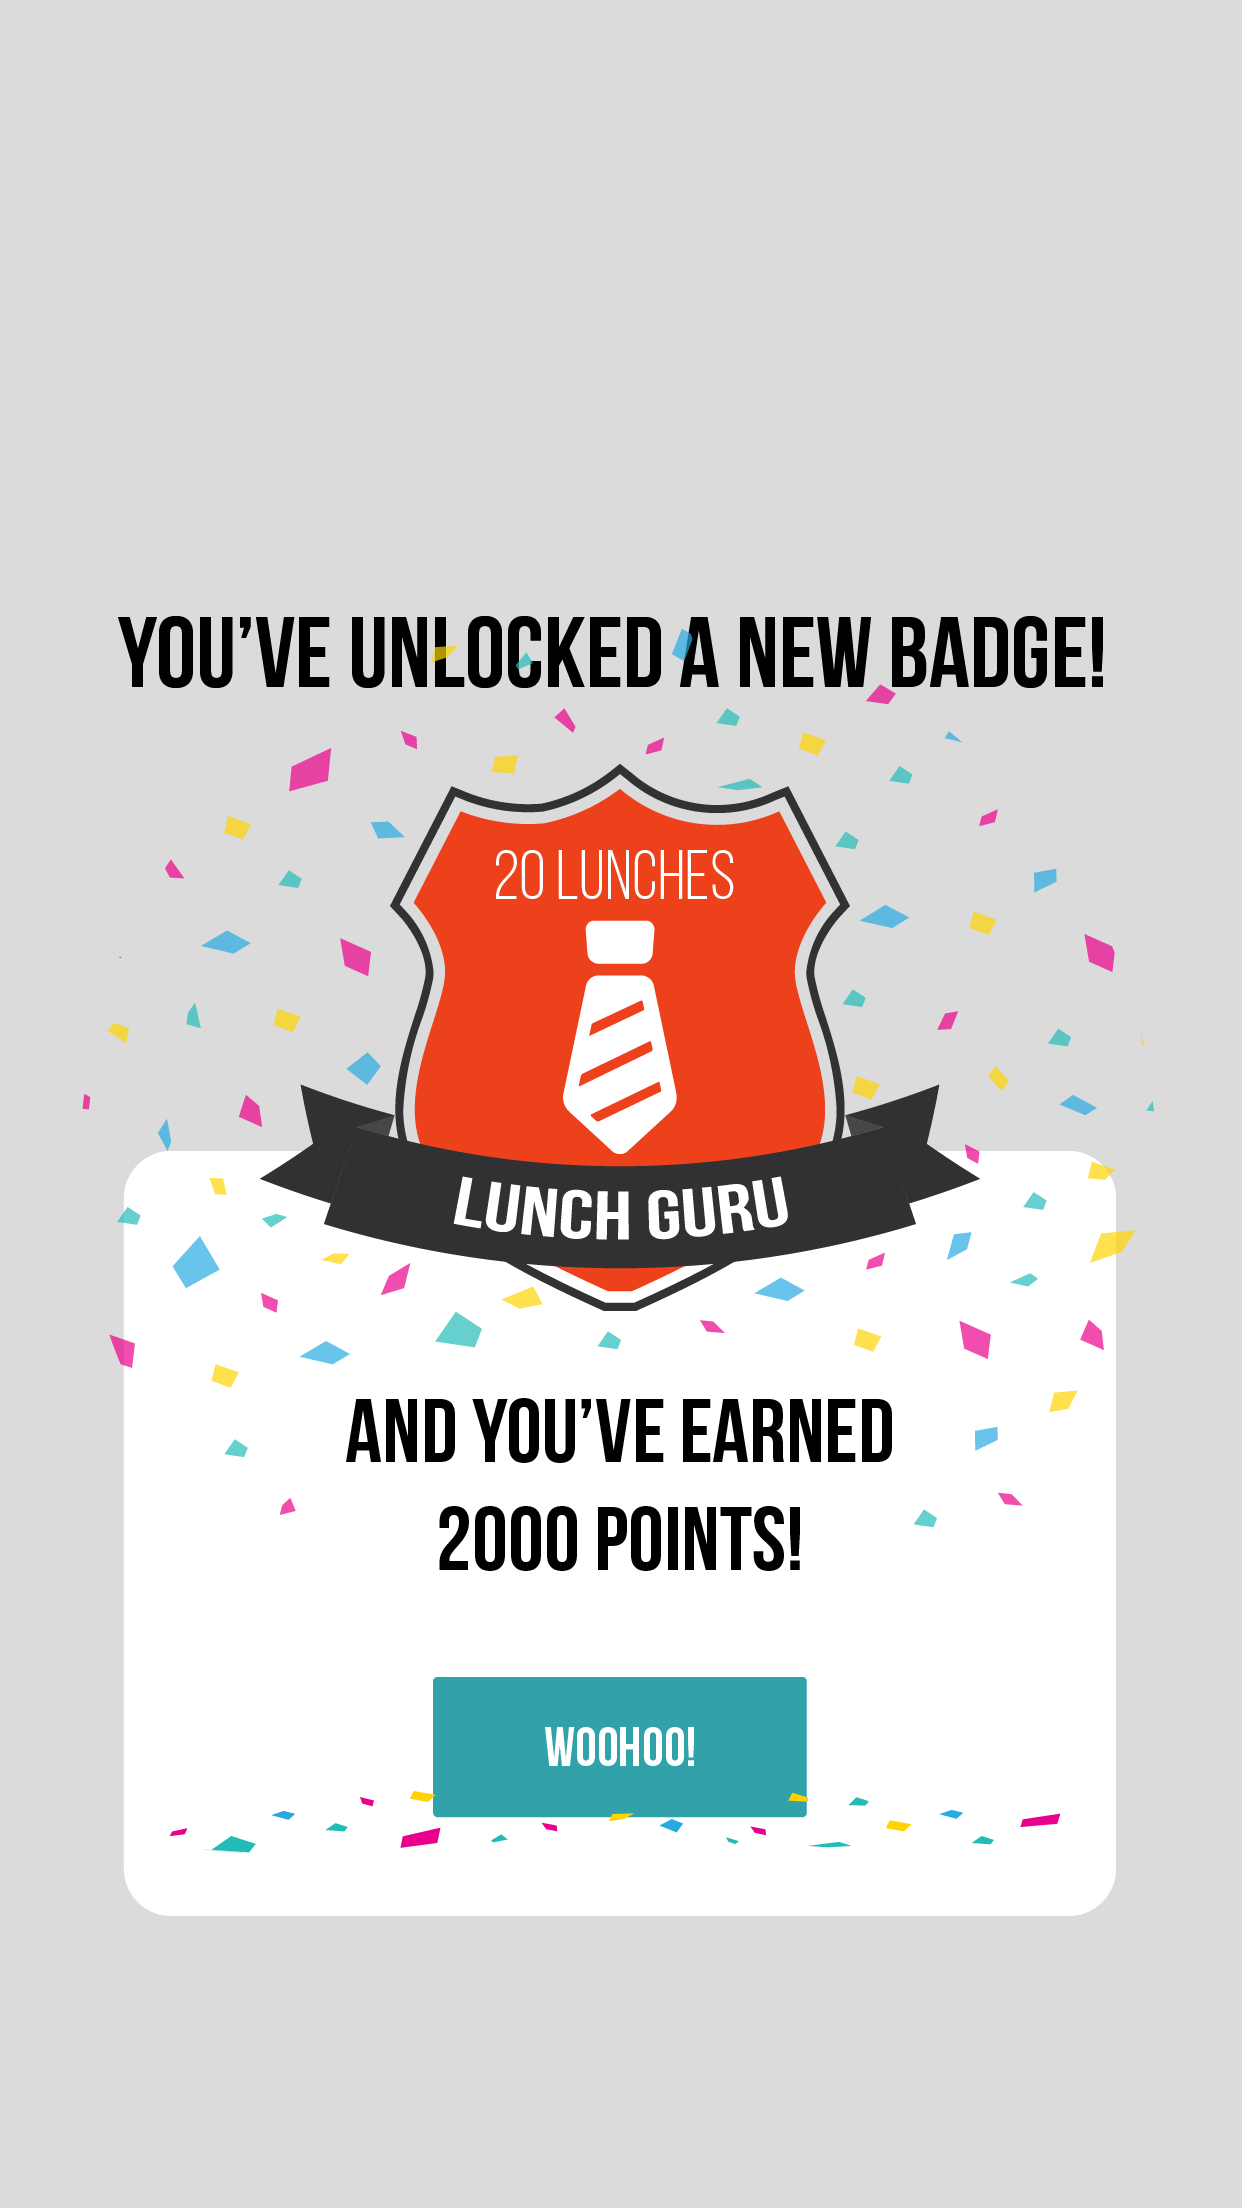 YOU’VE UNLOCKED A NEW BADGE!
20 LUNCHES
LUNCH GURU
AND YOU’VE EARNED
2000 POINTS!
WOOHOO!